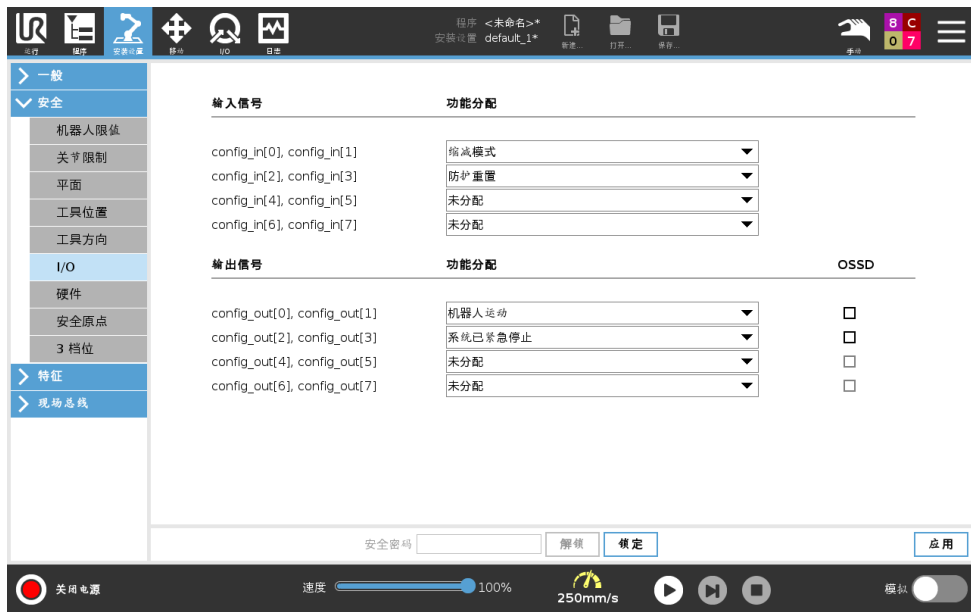 UR
运行
程序
安装设置
移动
I/O
日志
程序 <未命名>*
安装设置 default_1*
新建...
打开...
保存...
手动
8 C
0 7
一般
安全
机器人限值
关节限制
平面
工具位置
工具方向
I/O
硬件
安全原点
3 档位
特征
现场总线
输入信号 功能分配
config_in[0], config_in[1] 缩减模式
config_in[2], config_in[3] 防护重置
config_in[4], config_in[5] 未分配
config_in[6], config_in[7] 未分配
输出信号 功能分配 OSSD
config_out[0], config_out[1] 机器人运动
config_out[2], config_out[3] 系统已紧急停止
config_out[4], config_out[5] 未分配
config_out[6], config_out[7] 未分配
安全密码 解锁 锁定 应用
关闭电源 速度 100% 250mm/s 模拟